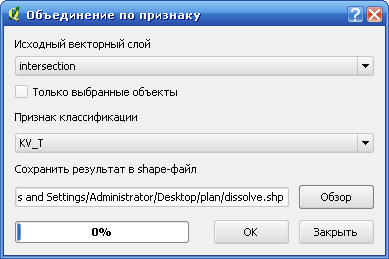 Объединение по признаку
Исходный векторный слой
intersection
Только выбранные объекты
Признак классификации
KV_T
Сохранить результат в shape-файл
s and Settings/Administrator/Desktop/plan/dissolve.shp
Обзор
0%
OK
Закрыть